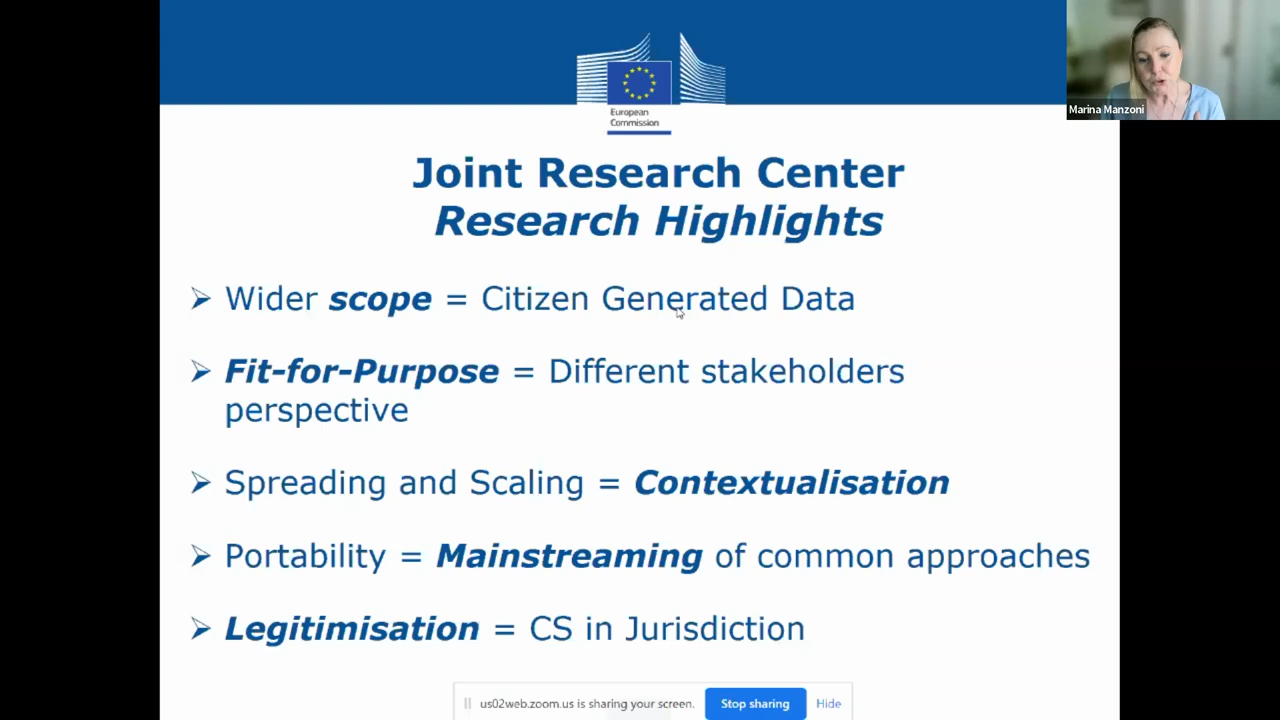 European
Commission
Marina Manzoni
Joint Research Center
Research Highlights
➢ Wider scope = Citizen Generated Data
➢ Fit-for-Purpose = Different stakeholders
perspective
➢ Spreading and Scaling = Contextualisation
➢ Portability = Mainstreaming of common approaches
➢ Legitimisation = CS in Jurisdiction
us02web.zoom.us is sharing your screen. Stop sharing Hide